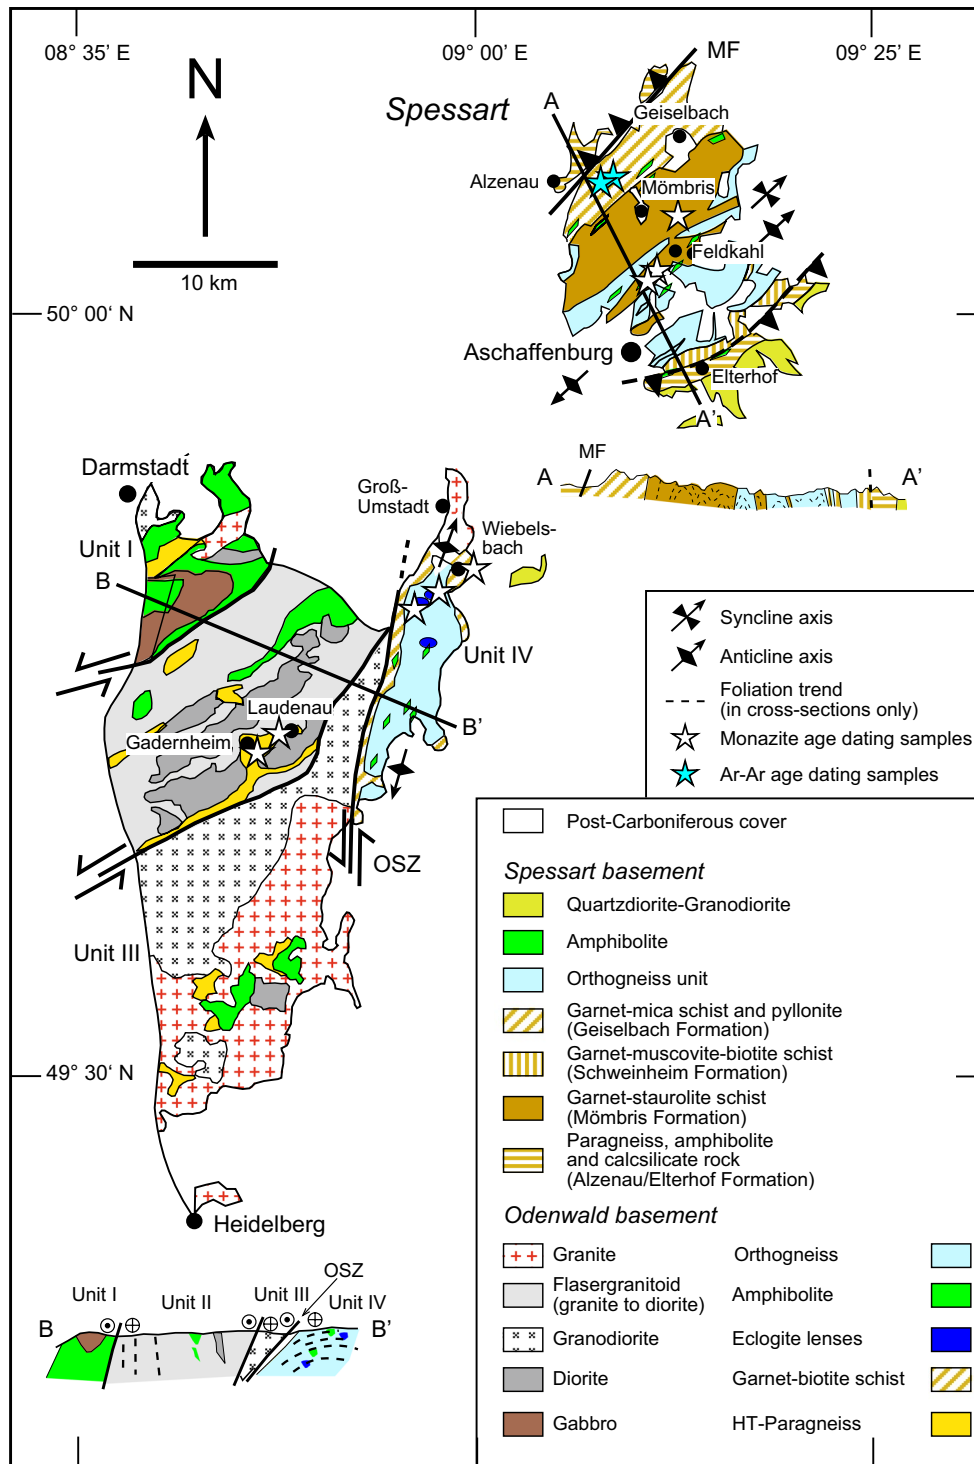 08° 35' E
09° 00' E
09° 25' E
N
10 km
Spessart
MF
A
Geiselbach
Alzenau
Mömbris
Feldkahl
50° 00' N
Aschaffenburg
Elterhof
A'
A
MF
A'
Darmstadt
Groß-
Umstadt
Wiebels-
bach
Unit I
B
Unit IV
B'
Laudenau
Gadernheim
OSZ
Unit III
49° 30' N
Heidelberg
Syncline axis
Anticline axis
Foliation trend
(in cross-sections only)
Monazite age dating samples
Ar-Ar age dating samples
Post-Carboniferous cover
Spessart basement
Quartzdiorite-Granodiorite
Amphibolite
Orthogneiss unit
Garnet-mica schist and pyllonite
(Geiselbach Formation)
Garnet-muscovite-biotite schist
(Schweinheim Formation)
Garnet-staurolite schist
(Mömbris Formation)
Paragneiss, amphibolite
and calcsilicate rock
(Alzenau/Elterhof Formation)
Odenwald basement
Granite
Orthogneiss
Flasergranitoid
(granite to diorite)
Amphibolite
Granodiorite
Eclogite lenses
Diorite
Garnet-biotite schist
Gabbro
HT-Paragneiss
OSZ
Unit I
Unit II
Unit III
Unit IV
B
B'